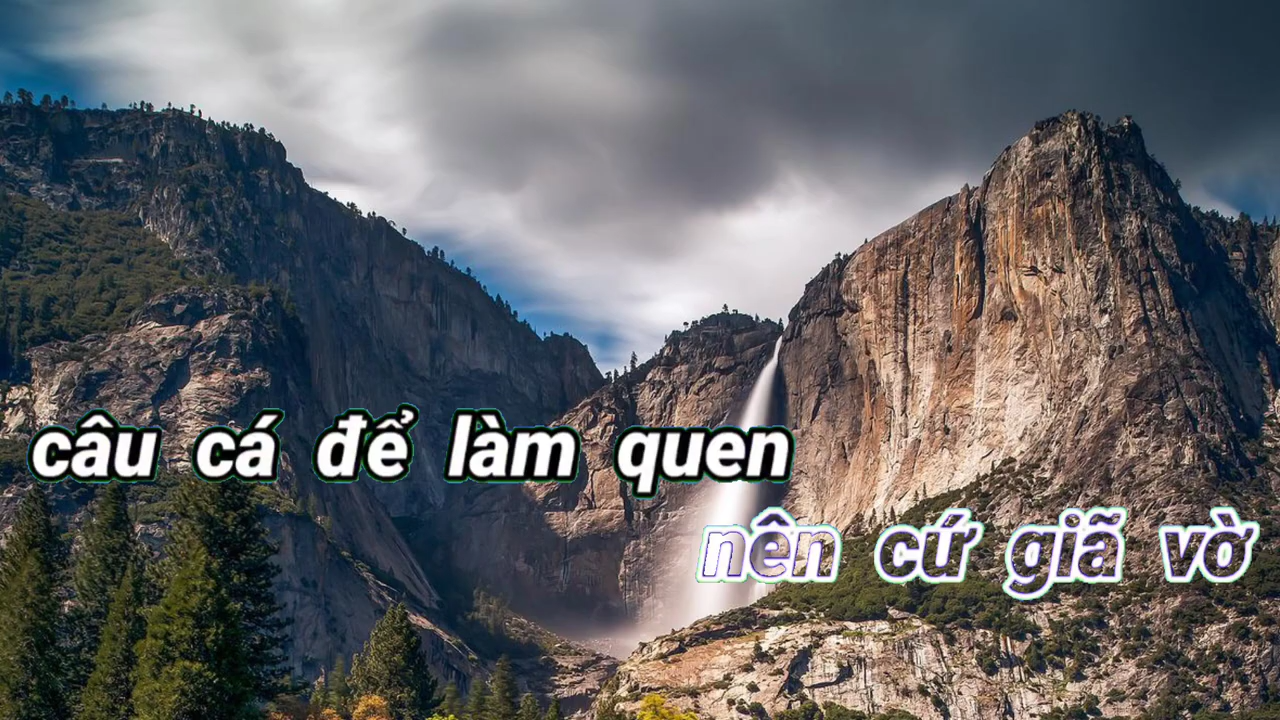 câu cá để làm quen
nên cứ giã vờ